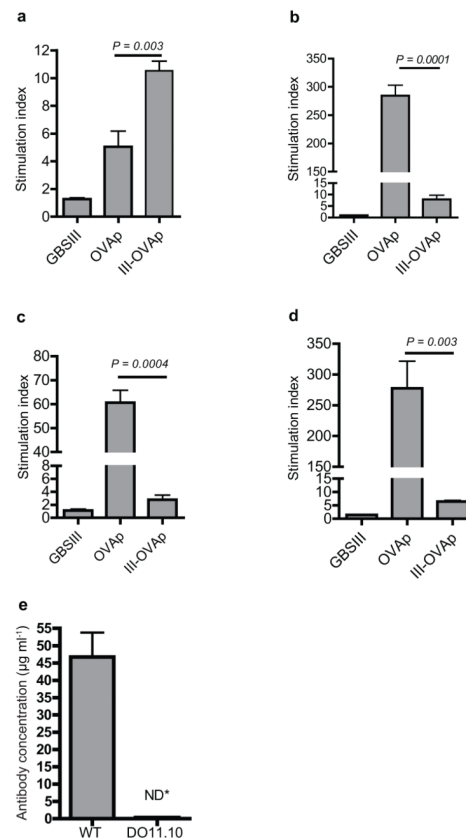 a
Stimulation index
12
10
8
6
4
2
0
P = 0.003
GBSIII
OVAp
III-OVAp
b
Stimulation index
350
300
250
200
150
15
10
5
0
P = 0.0001
GBSIII
OVAp
III-OVAp
c
Stimulation index
80
70
60
50
40
8
6
4
2
0
P = 0.0004
GBSIII
OVAp
III-OVAp
d
Stimulation index
350
300
250
200
150
15
10
5
0
P = 0.003
GBSIII
OVAp
III-OVAp
e
Antibody concentration (µg ml⁻¹)
55
50
45
40
35
30
25
20
15
10
5
0
ND*
WT
DO11.10